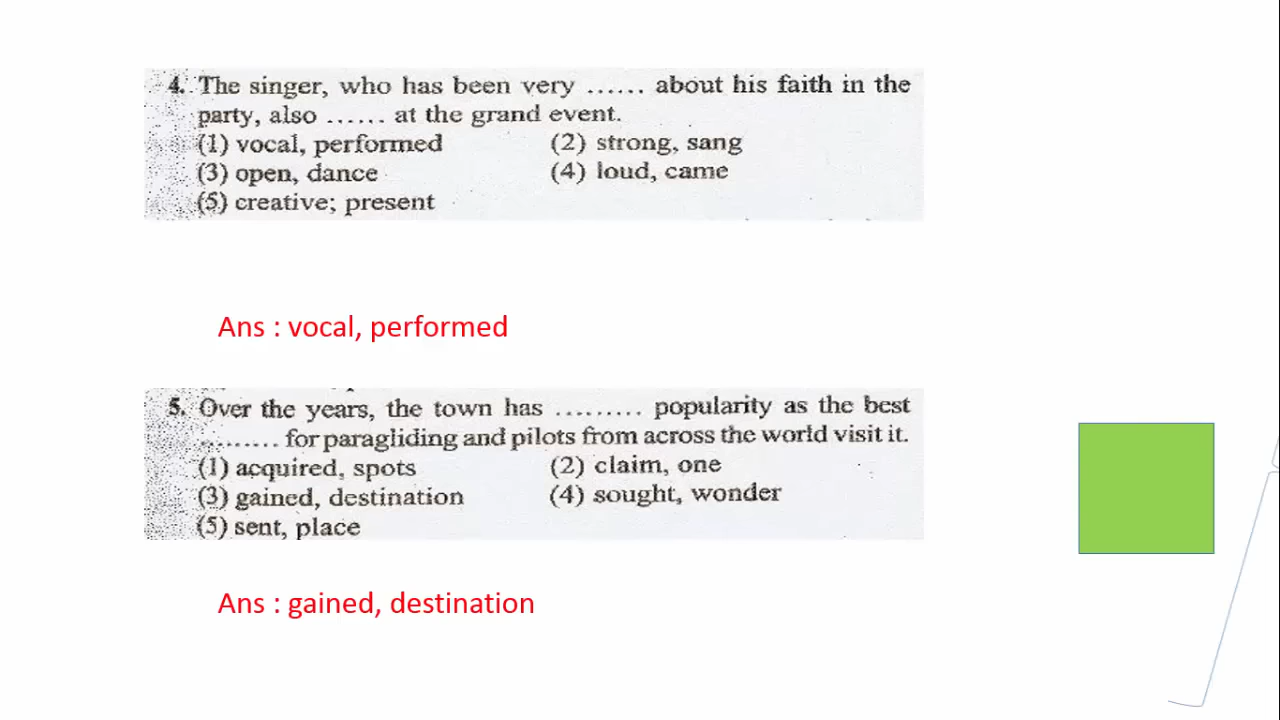 4. The singer, who has been very ...... about his faith in the
party, also ...... at the grand event.
(1) vocal, performed (2) strong, sang
(3) open, dance (4) loud, came
(5) creative; present
Ans : vocal, performed
5. Over the years, the town has ......... popularity as the best
......... for paragliding and pilots from across the world visit it.
(1) acquired, spots (2) claim, one
(3) gained, destination (4) sought, wonder
(5) sent, place
Ans : gained, destination